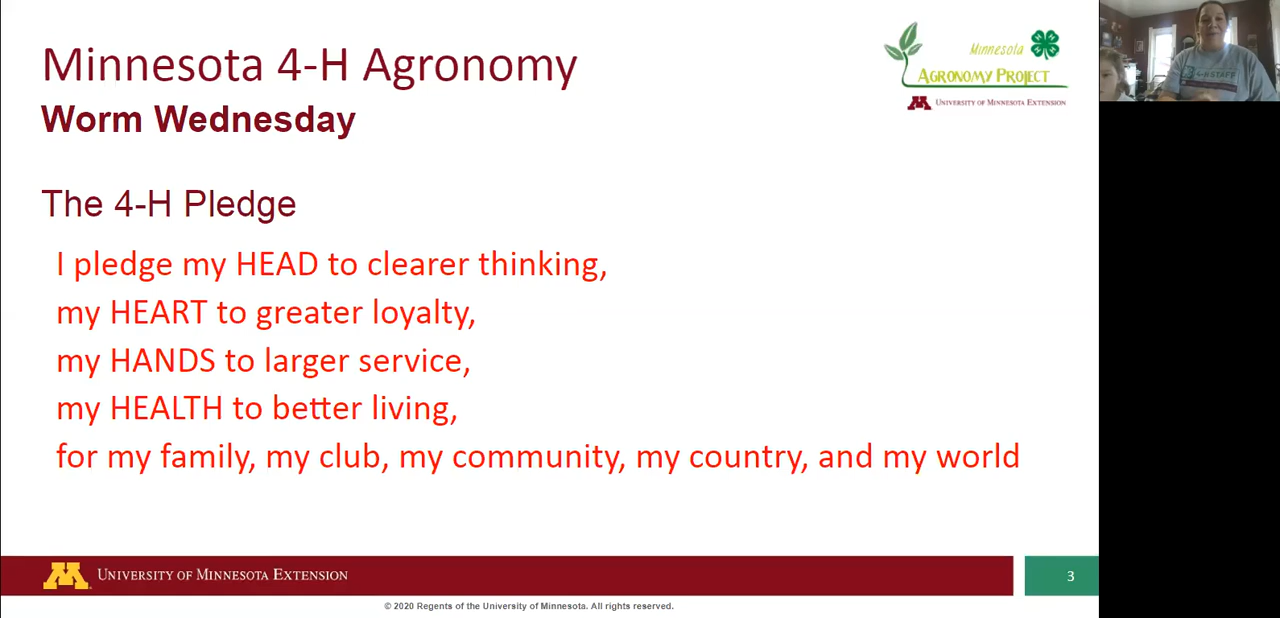 Minnesota 4-H Agronomy
Worm Wednesday
Minnesota
AGRONOMY PROJECT
UNIVERSITY OF MINNESOTA EXTENSION
The 4-H Pledge
I pledge my HEAD to clearer thinking,
my HEART to greater loyalty,
my HANDS to larger service,
my HEALTH to better living,
for my family, my club, my community, my country, and my world
UNIVERSITY OF MINNESOTA EXTENSION
3
© 2020 Regents of the University of Minnesota. All rights reserved.
4-H STAFF